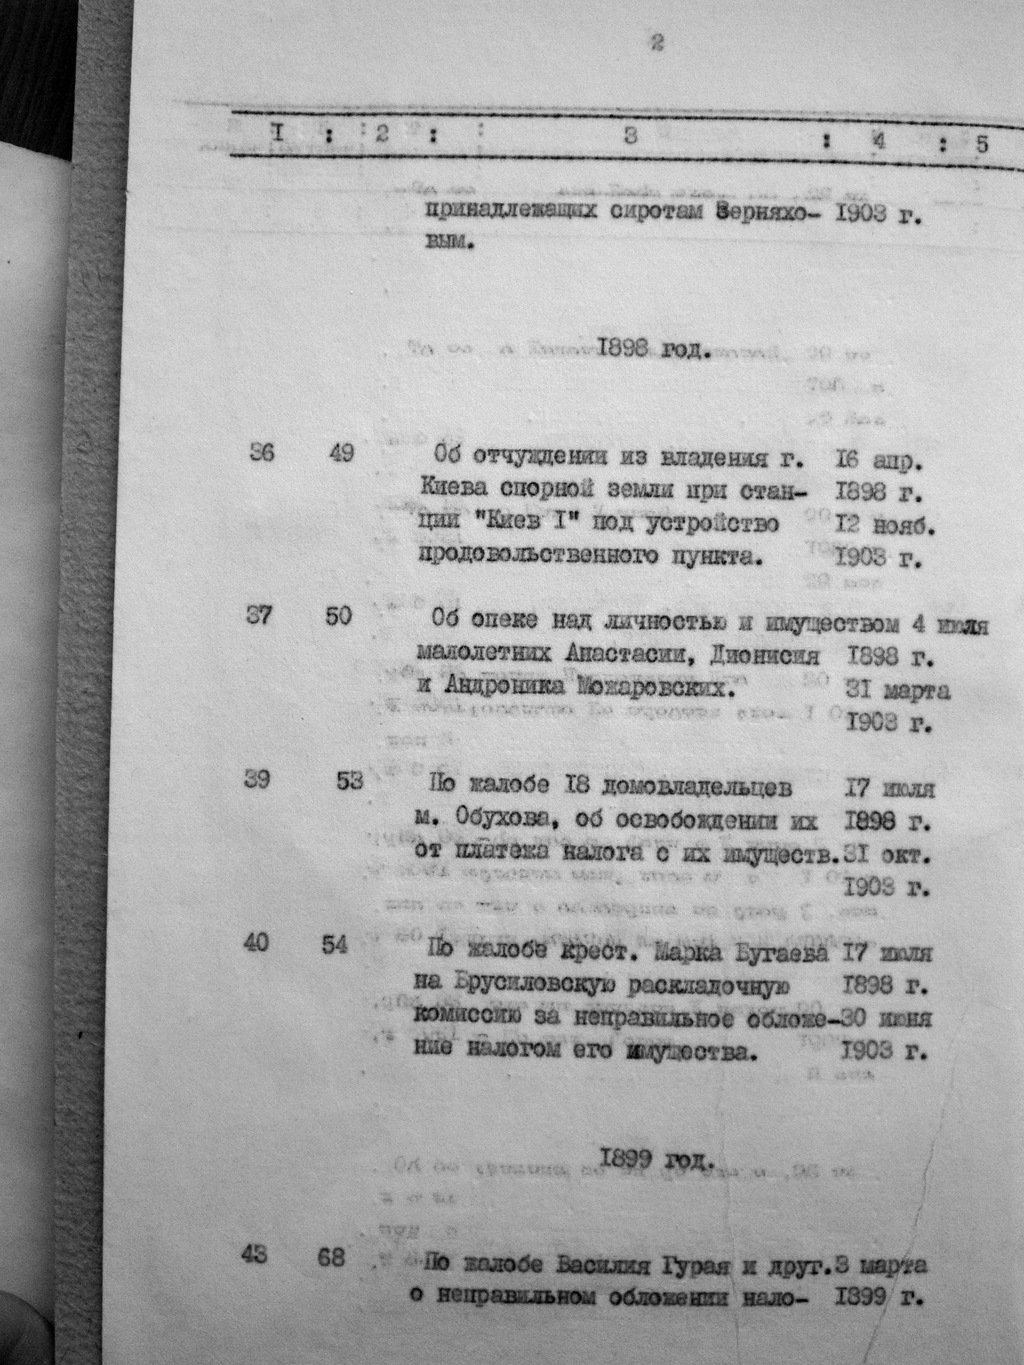 2
I : 2 : 3 : 4 : 5
принадлежащих сиротам Зерняхо- 1903 г.
вым.
1898 год.
36 49 Об отчуждении из владения г. 16 апр.
Киева спорной земли при стан- 1898 г.
ции "Киев I" под устройство 12 нояб.
продовольственного пункта. 1903 г.
37 50 Об опеке над личностью и имуществом 4 июля
малолетних Анастасии, Дионисия 1898 г.
и Андроника Можаровских. 31 марта
1903 г.
39 53 По жалобе 18 домовладельцев 17 июля
м. Обухова, об освобождении их 1898 г.
от платежа налога с их имуществ. 31 окт.
1903 г.
40 54 По жалобе крест. Марка Бугаева 17 июля
на Брусиловскую раскладочную 1898 г.
комиссию за неправильное обложе- 30 июня
ние налогом его имущества. 1903 г.
1899 год.
43 68 По жалобе Василия Гурая и друг. 3 марта
о неправильном обложении нало- 1899 г.